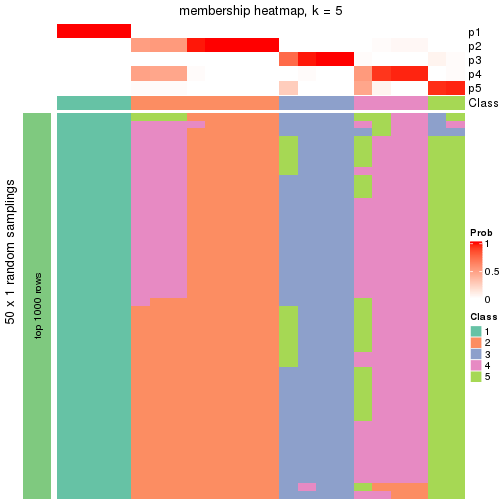 membership heatmap, k = 5
p1
p2
p3
p4
p5
Class
50 x 1 random samplings
top 1000 rows
Prob
1
0.5
0
Class
1
2
3
4
5